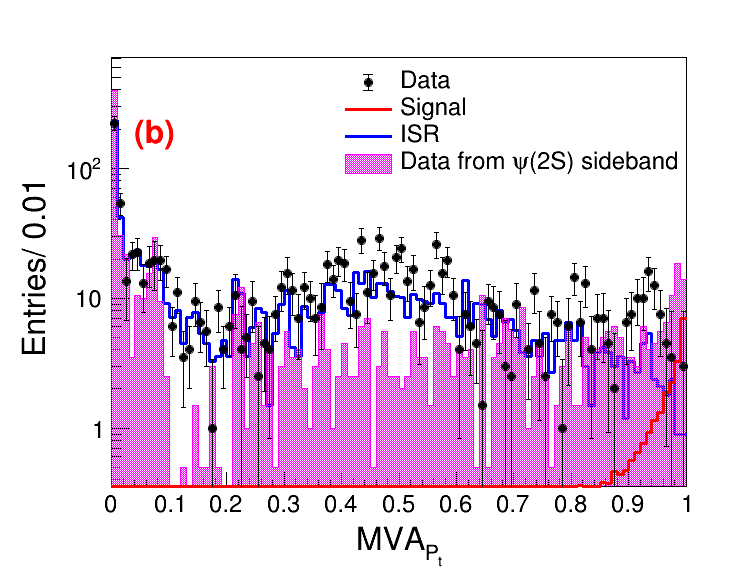 Data
Signal
ISR
Data from ψ(2S) sideband
(b)
Entries/ 0.01
10²
10
1
0 0.1 0.2 0.3 0.4 0.5 0.6 0.7 0.8 0.9 1
MVA_{P_t}